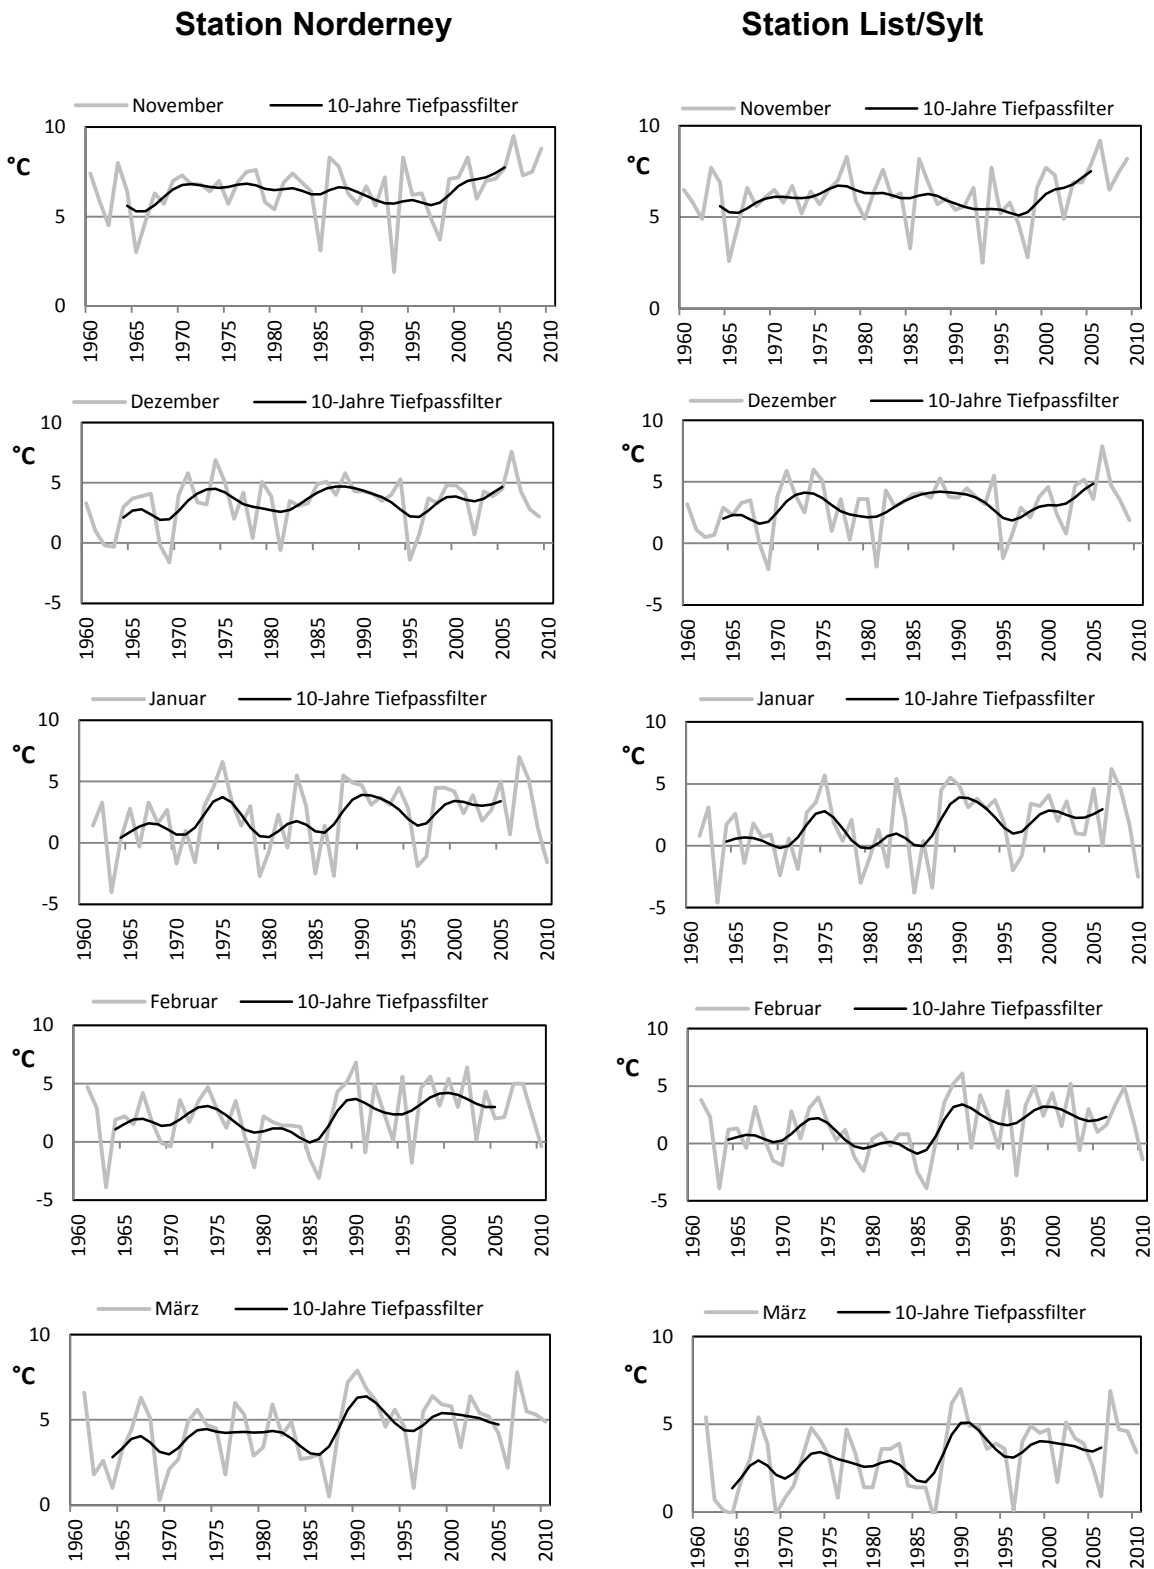 Station Norderney
Station List/Sylt
November 10-Jahre Tiefpassfilter
°C
10
5
0
1960 1965 1970 1975 1980 1985 1990 1995 2000 2005 2010
November 10-Jahre Tiefpassfilter
°C
10
5
0
1960 1965 1970 1975 1980 1985 1990 1995 2000 2005 2010
Dezember 10-Jahre Tiefpassfilter
°C
10
5
0
-5
1960 1965 1970 1975 1980 1985 1990 1995 2000 2005 2010
Dezember 10-Jahre Tiefpassfilter
°C
10
5
0
-5
1960 1965 1970 1975 1980 1985 1990 1995 2000 2005 2010
Januar 10-Jahre Tiefpassfilter
°C
10
5
0
-5
1960 1965 1970 1975 1980 1985 1990 1995 2000 2005 2010
Januar 10-Jahre Tiefpassfilter
°C
10
5
0
-5
1960 1965 1970 1975 1980 1985 1990 1995 2000 2005 2010
Februar 10-Jahre Tiefpassfilter
°C
10
5
0
-5
1960 1965 1970 1975 1980 1985 1990 1995 2000 2005 2010
Februar 10-Jahre Tiefpassfilter
°C
10
5
0
-5
1960 1965 1970 1975 1980 1985 1990 1995 2000 2005 2010
März 10-Jahre Tiefpassfilter
°C
10
5
0
1960 1965 1970 1975 1980 1985 1990 1995 2000 2005 2010
März 10-Jahre Tiefpassfilter
°C
10
5
0
1960 1965 1970 1975 1980 1985 1990 1995 2000 2005 2010